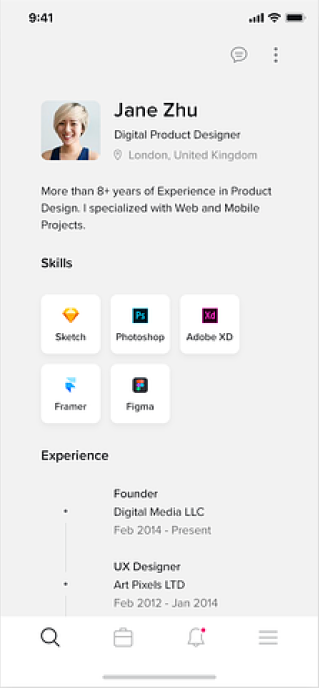 9:41
Jane Zhu
Digital Product Designer
London, United Kingdom
More than 8+ years of Experience in Product
Design. I specialized with Web and Mobile
Projects.
Skills
Ps
Xd
Sketch
Photoshop
Adobe XD
Framer
Figma
Experience
Founder
Digital Media LLC
Feb 2014 - Present
UX Designer
Art Pixels LTD
Feb 2012 - Jan 2014